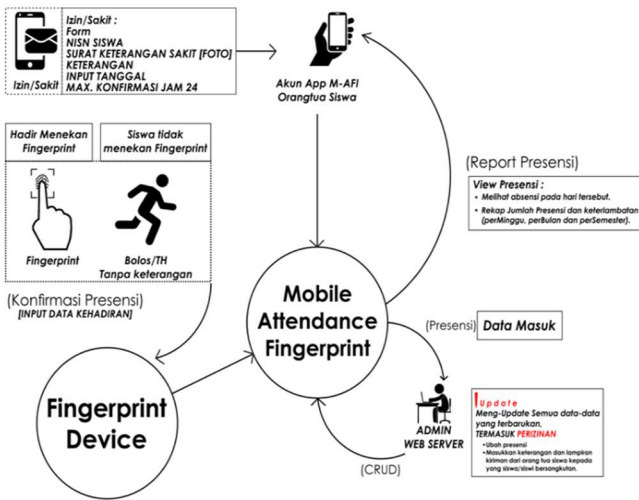 Izin/Sakit :
Form
NISN SISWA
SURAT KETERANGAN SAKIT [FOTO]
KETERANGAN
INPUT TANGGAL
MAX. KONFIRMASI JAM 24
Izin/Sakit
Akun App M-AFI
Orangtua Siswa
Hadir Menekan
Fingerprint
Siswa tidak
menekan Fingerprint
Fingerprint
Bolos/TH
Tanpa keterangan
(Konfirmasi Presensi)
[INPUT DATA KEHADIRAN]
(Report Presensi)
View Presensi :
• Melihat absensi pada hari tersebut.
• Rekap Jumlah Presensi dan keterlambatan
(perMinggu, perBulan dan perSemester).
Mobile
Attendance
Fingerprint
(Presensi)
Data Masuk
Fingerprint
Device
ADMIN
WEB SERVER
(CRUD)
! Update
Meng-Update Semua data-data
yang terbarukan,
TERMASUK PERIZINAN
•Ubah presensi
•Masukkan keterangan dan lampiran
kiriman dari orang tua siswa kepada
yang siswa/siswi bersangkutan.